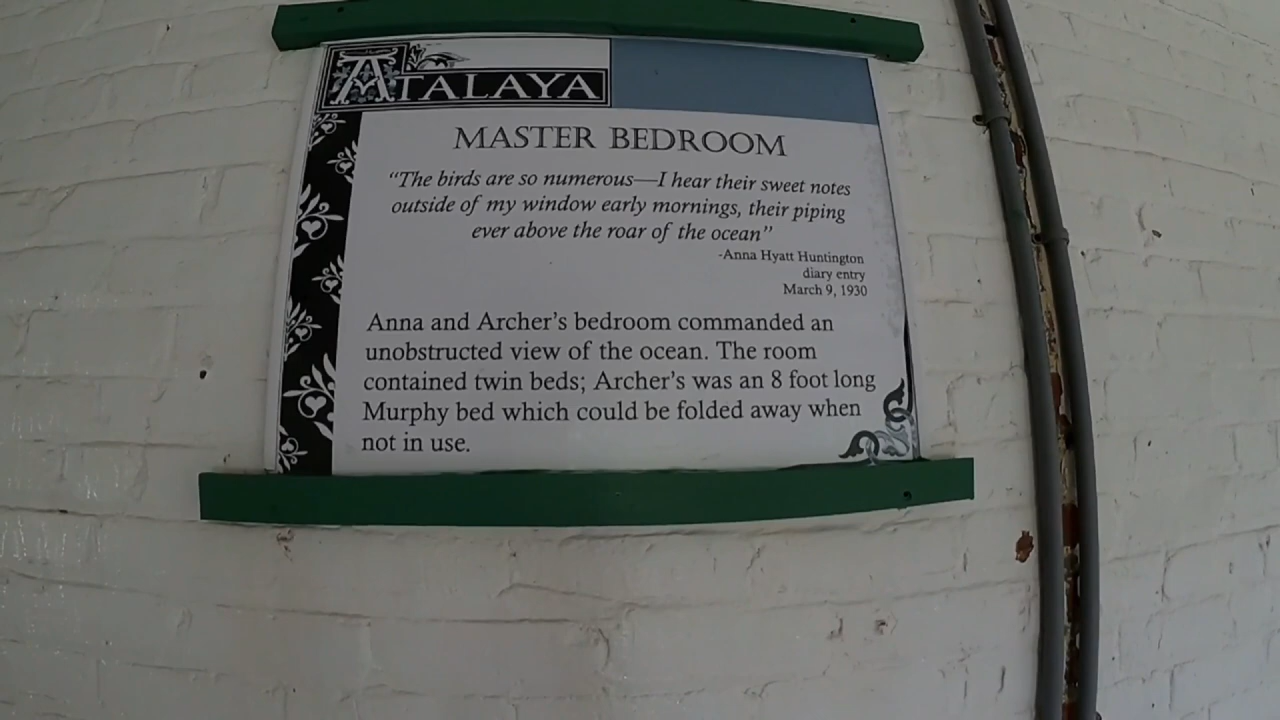 ATALAYA
MASTER BEDROOM
“The birds are so numerous—I hear their sweet notes
outside of my window early mornings, their piping
ever above the roar of the ocean”
-Anna Hyatt Huntington
diary entry
March 9, 1930
Anna and Archer’s bedroom commanded an
unobstructed view of the ocean. The room
contained twin beds; Archer’s was an 8 foot long
Murphy bed which could be folded away when
not in use.